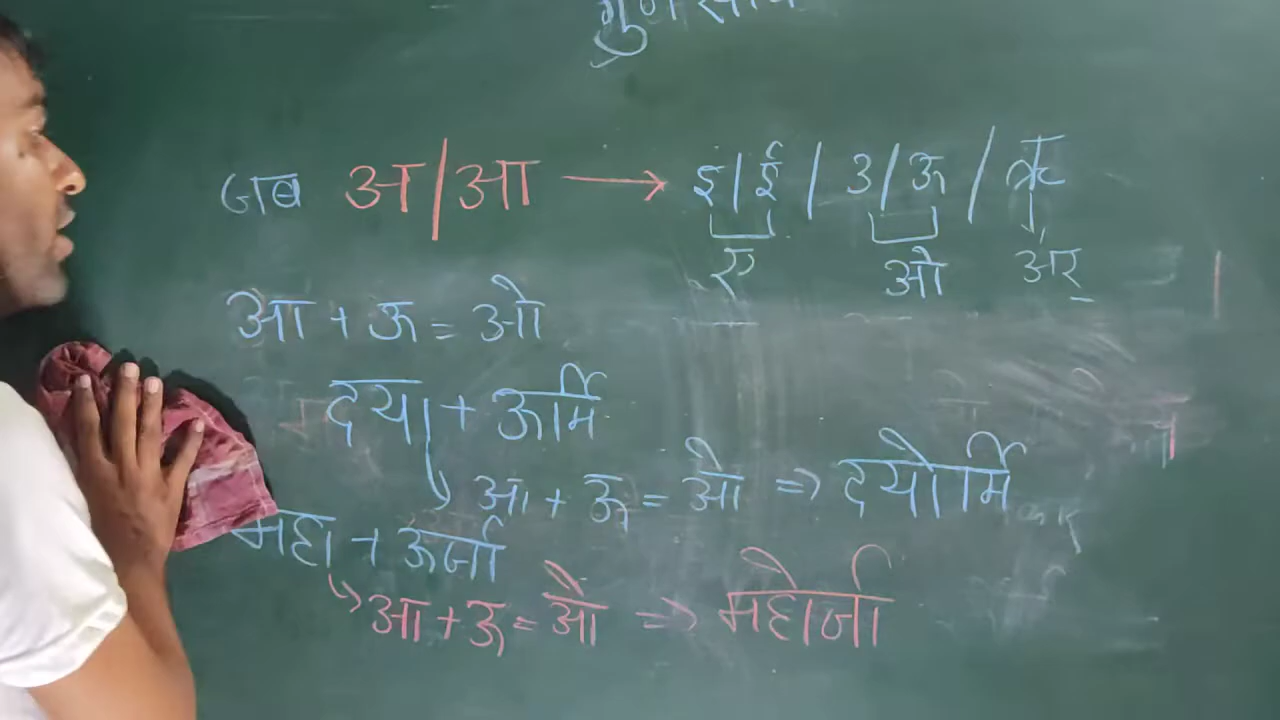 गुण संधि
जब अ/आ → इ/ई / उ/ऊ / ऋ
ए ओ अर्
आ + ऊ = ओ
दया + ऊर्मि
↳ आ + ऊ = ओ => दयोर्मि
महा + ऊर्जा
↳ आ + ऊ = ओ => महोर्जा